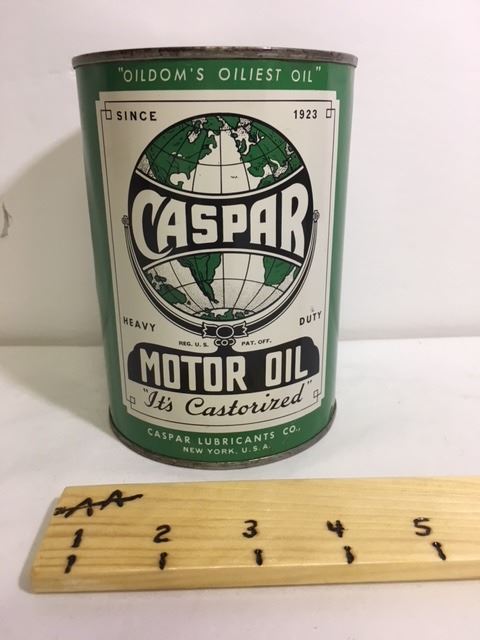 "OILDOM'S OILIEST OIL"
SINCE 1923
CASPAR
HEAVY DUTY
REG. U. S. PAT. OFF.
MOTOR OIL
"It's Castorized"
CASPAR LUBRICANTS CO.,
NEW YORK, U. S. A.
AA
1 2 3 4 5